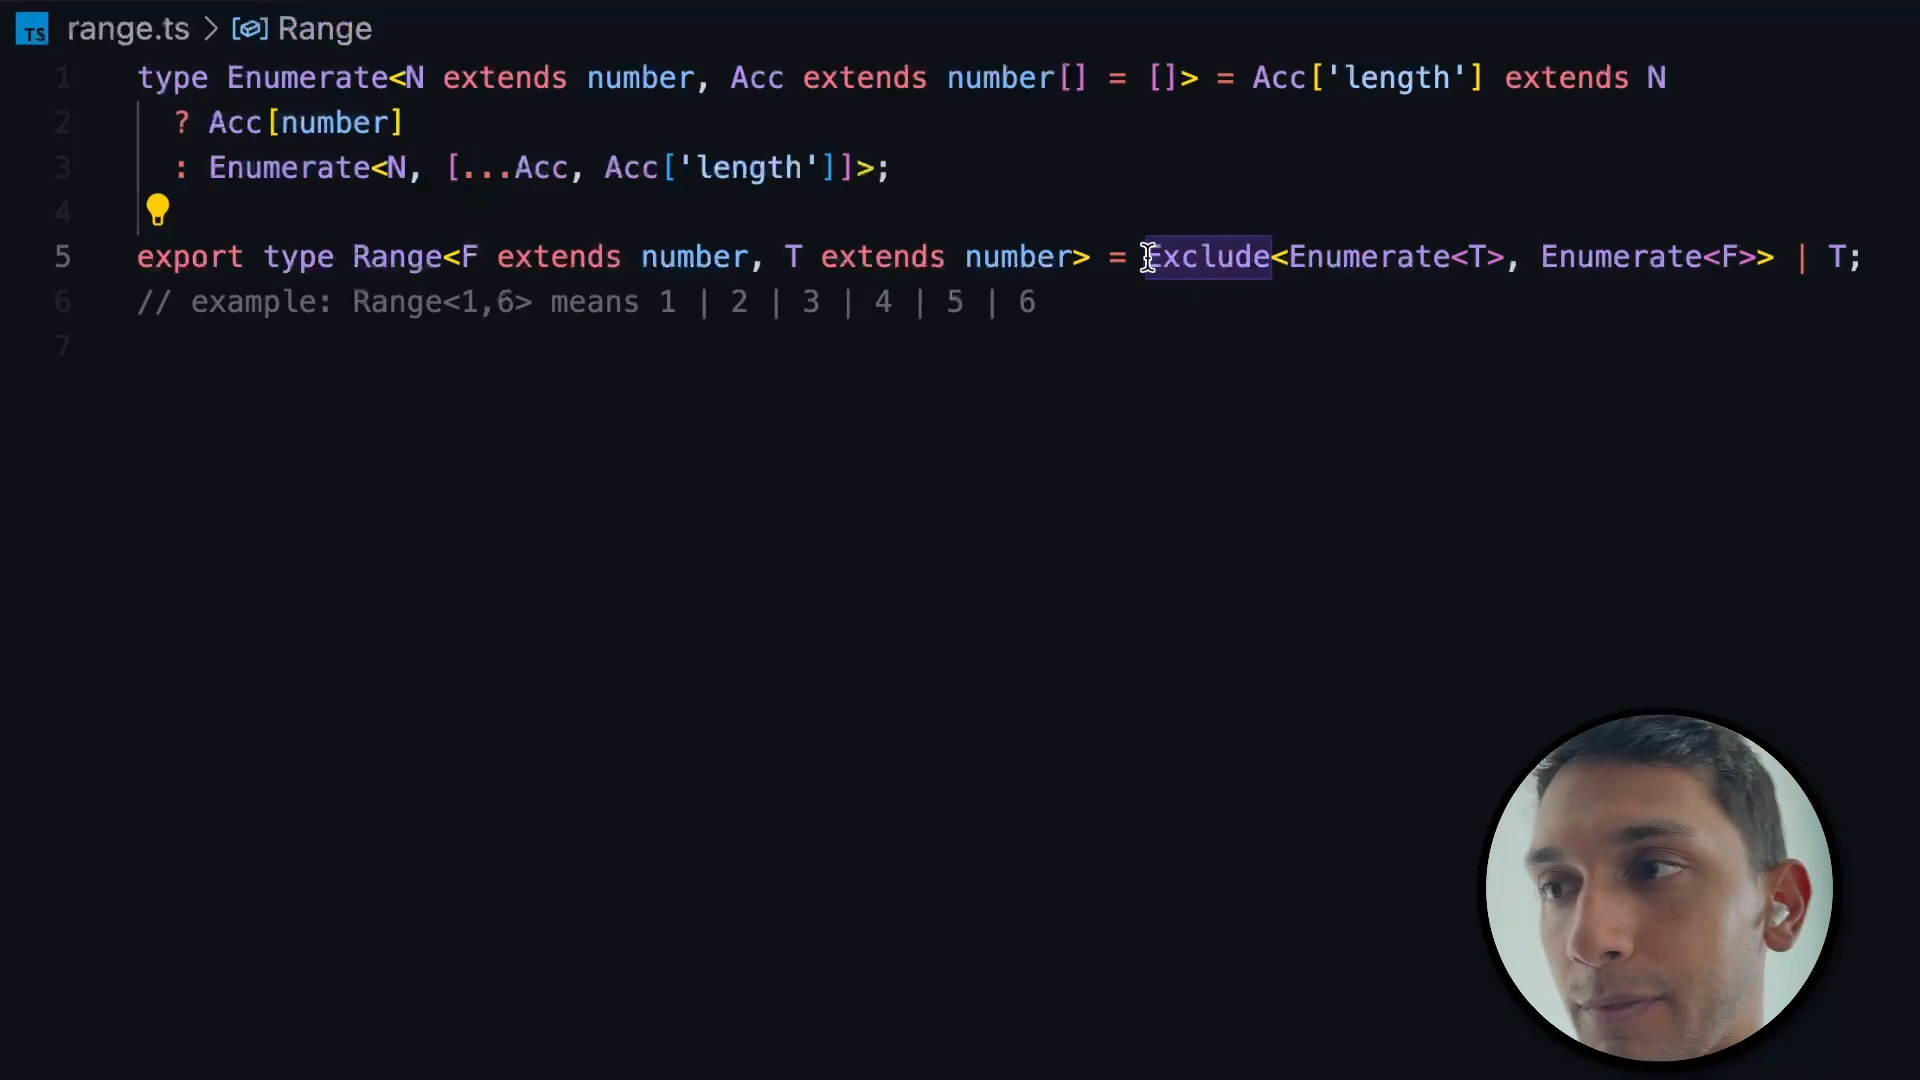 TS range.ts > Range
1 type Enumerate<N extends number, Acc extends number[] = []> = Acc['length'] extends N
2 ? Acc[number]
3 : Enumerate<N, [...Acc, Acc['length']]>;
4
5 export type Range<F extends number, T extends number> = Exclude<Enumerate<T>, Enumerate<F>> | T;
6 // example: Range<1,6> means 1 | 2 | 3 | 4 | 5 | 6
7